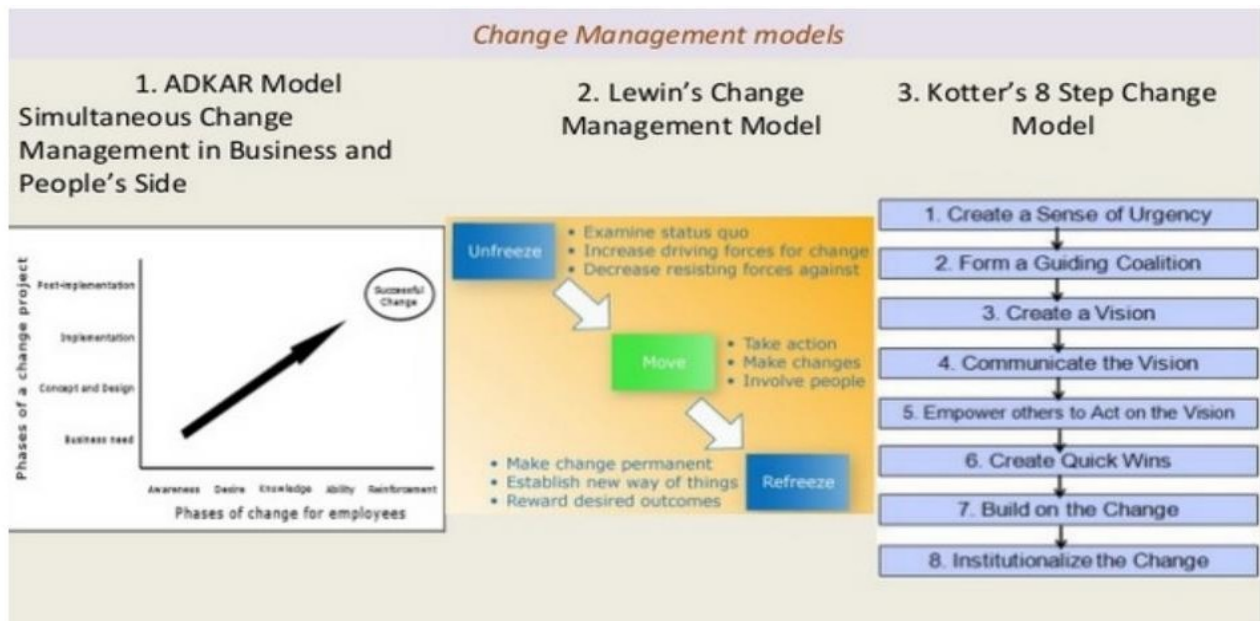 Change Management models
1. ADKAR Model
Simultaneous Change
Management in Business and
People's Side
Phases of a change project
Post-implementation
Implementation
Concept and Design
Business need
Successful
Change
Awareness Desire Knowledge Ability Reinforcement
Phases of change for employees
2. Lewin's Change
Management Model
Unfreeze
• Examine status quo
• Increase driving forces for change
• Decrease resisting forces against
Move
• Take action
• Make changes
• Involve people
• Make change permanent
• Establish new way of things
• Reward desired outcomes
Refreeze
3. Kotter's 8 Step Change
Model
1. Create a Sense of Urgency
2. Form a Guiding Coalition
3. Create a Vision
4. Communicate the Vision
5. Empower others to Act on the Vision
6. Create Quick Wins
7. Build on the Change
8. Institutionalize the Change